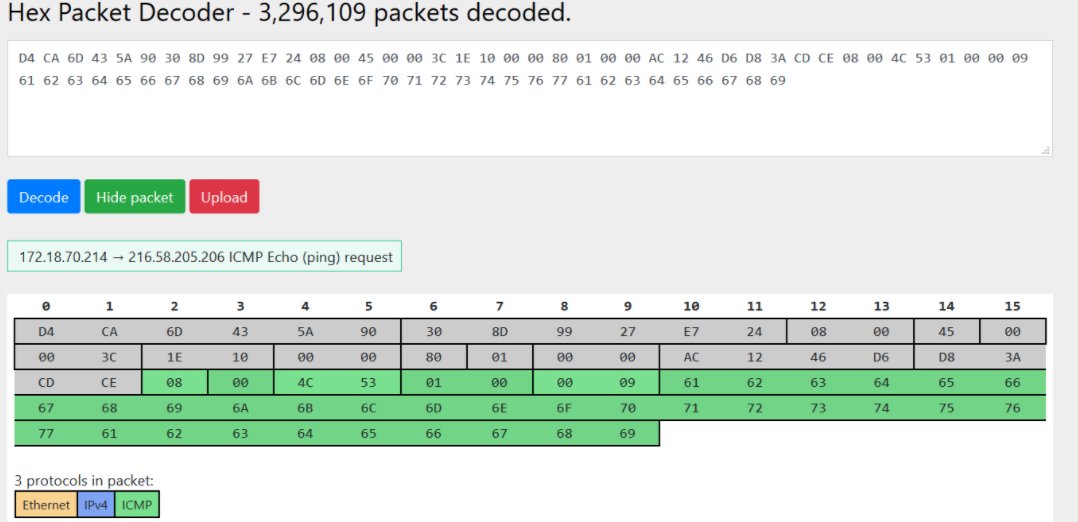 Hex Packet Decoder - 3,296,109 packets decoded.
D4 CA 6D 43 5A 90 30 8D 99 27 E7 24 08 00 45 00 00 3C 1E 10 00 00 80 01 00 00 AC 12 46 D6 D8 3A CD CE 08 00 4C 53 01 00 00 09
61 62 63 64 65 66 67 68 69 6A 6B 6C 6D 6E 6F 70 71 72 73 74 75 76 77 61 62 63 64 65 66 67 68 69
Decode Hide packet Upload
172.18.70.214 → 216.58.205.206 ICMP Echo (ping) request
0 1 2 3 4 5 6 7 8 9 10 11 12 13 14 15
D4 CA 6D 43 5A 90 30 8D 99 27 E7 24 08 00 45 00
00 3C 1E 10 00 00 80 01 00 00 AC 12 46 D6 D8 3A
CD CE 08 00 4C 53 01 00 00 09 61 62 63 64 65 66
67 68 69 6A 6B 6C 6D 6E 6F 70 71 72 73 74 75 76
77 61 62 63 64 65 66 67 68 69
3 protocols in packet:
Ethernet IPv4 ICMP